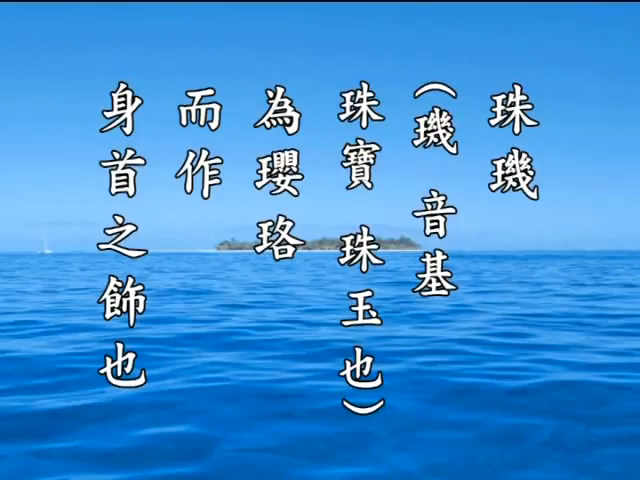 珠璣
（璣 音基
珠寶 珠玉也）
為瓔珞
而作
身首之飾也